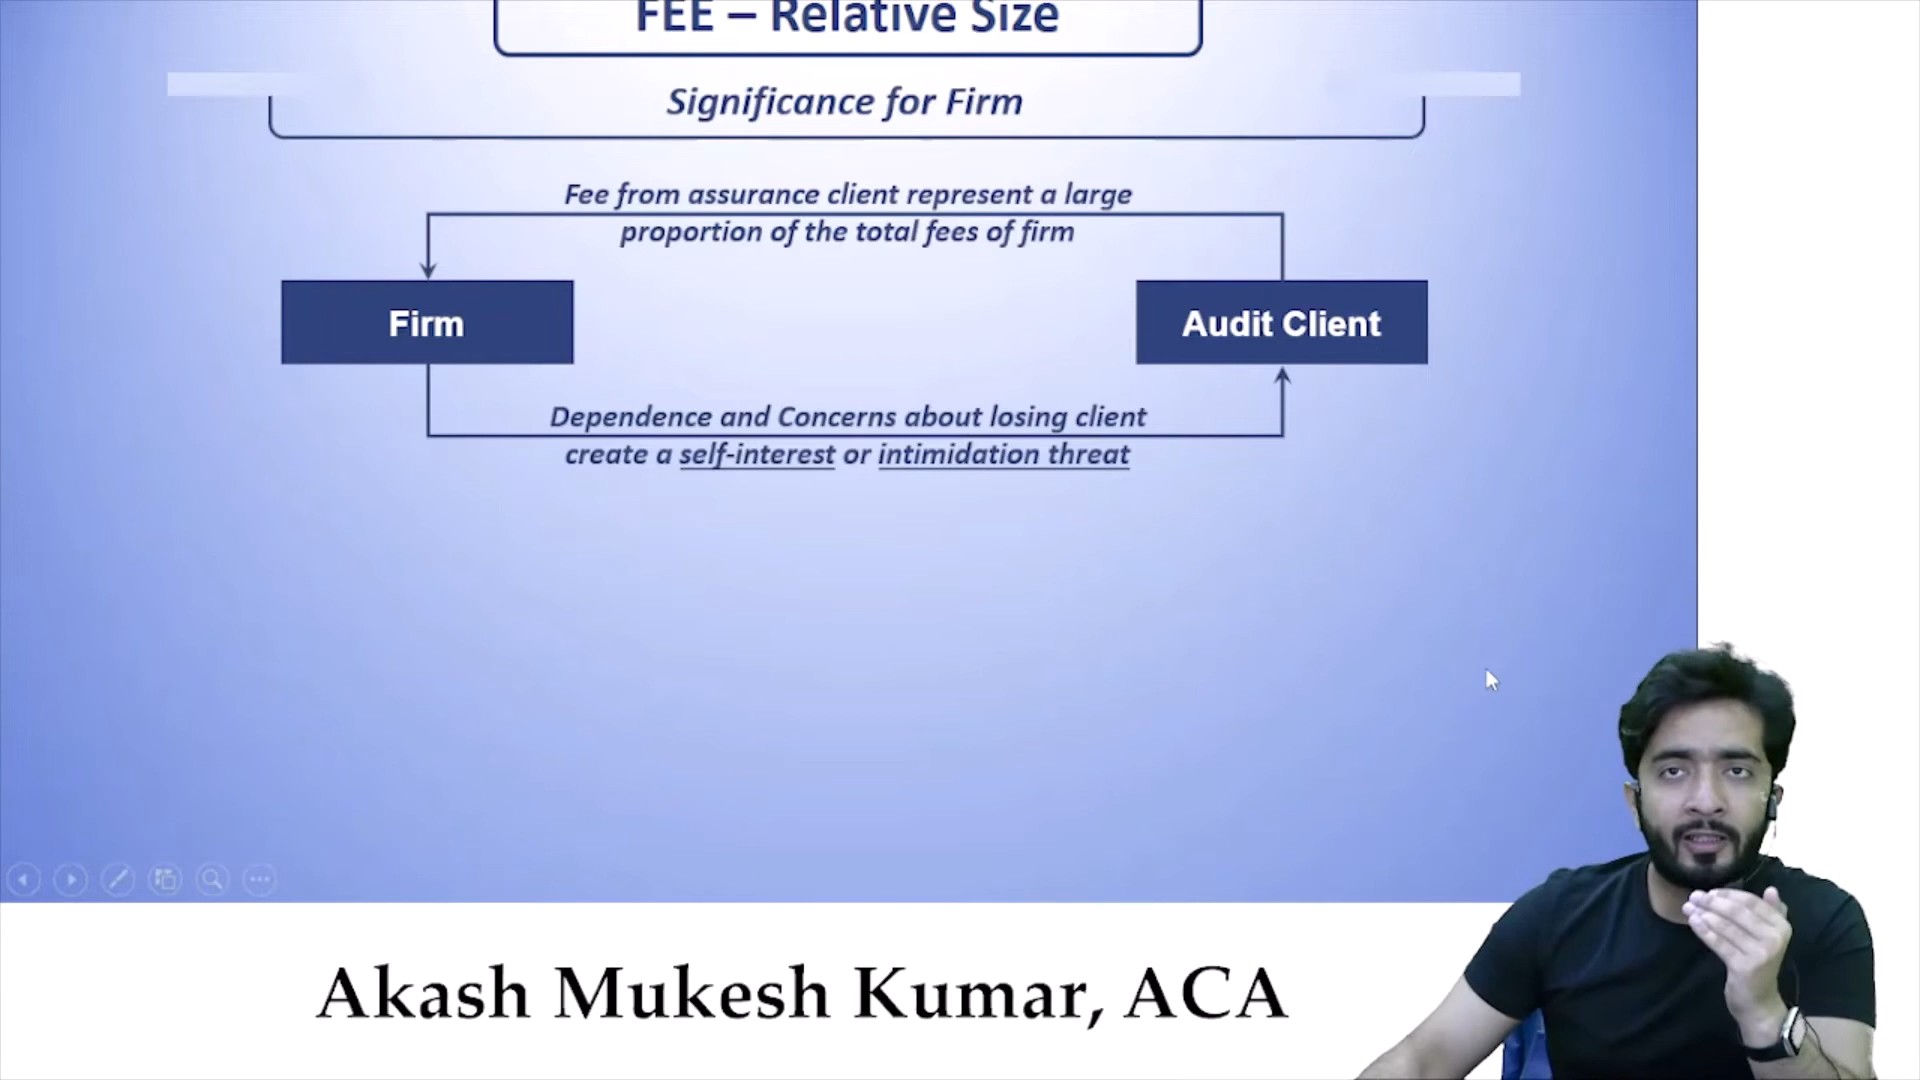 FEE – Relative Size
Significance for Firm
Fee from assurance client represent a large
proportion of the total fees of firm
Firm
Audit Client
Dependence and Concerns about losing client
create a self-interest or intimidation threat
Akash Mukesh Kumar, ACA